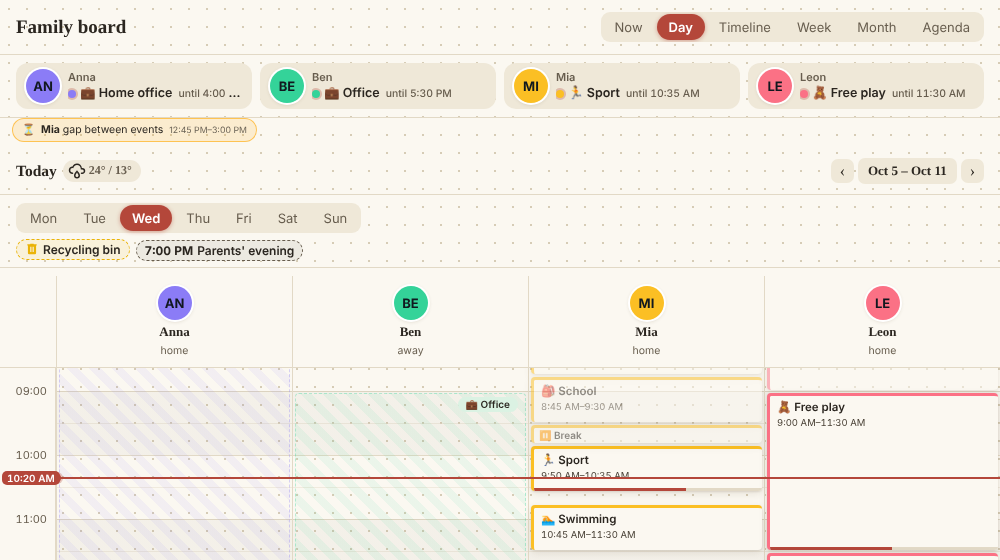 Family board
Now Day Timeline Week Month Agenda
AN Anna
💼 Home office until 4:00 ...
BE Ben
💼 Office until 5:30 PM
MI Mia
🏃 Sport until 10:35 AM
LE Leon
🧸 Free play until 11:30 AM
⏳ Mia gap between events 12:45 PM–3:00 PM
Today 24° / 13°
‹ Oct 5 – Oct 11 ›
Mon Tue Wed Thu Fri Sat Sun
Recycling bin 7:00 PM Parents' evening
AN BE MI LE
Anna Ben Mia Leon
home away home home
09:00
10:00
10:20 AM
11:00
💼 Office
🎒 School
8:45 AM–9:30 AM
Break
🏃 Sport
9:50 AM–10:35 AM
🏊 Swimming
10:45 AM–11:30 AM
🧸 Free play
9:00 AM–11:30 AM